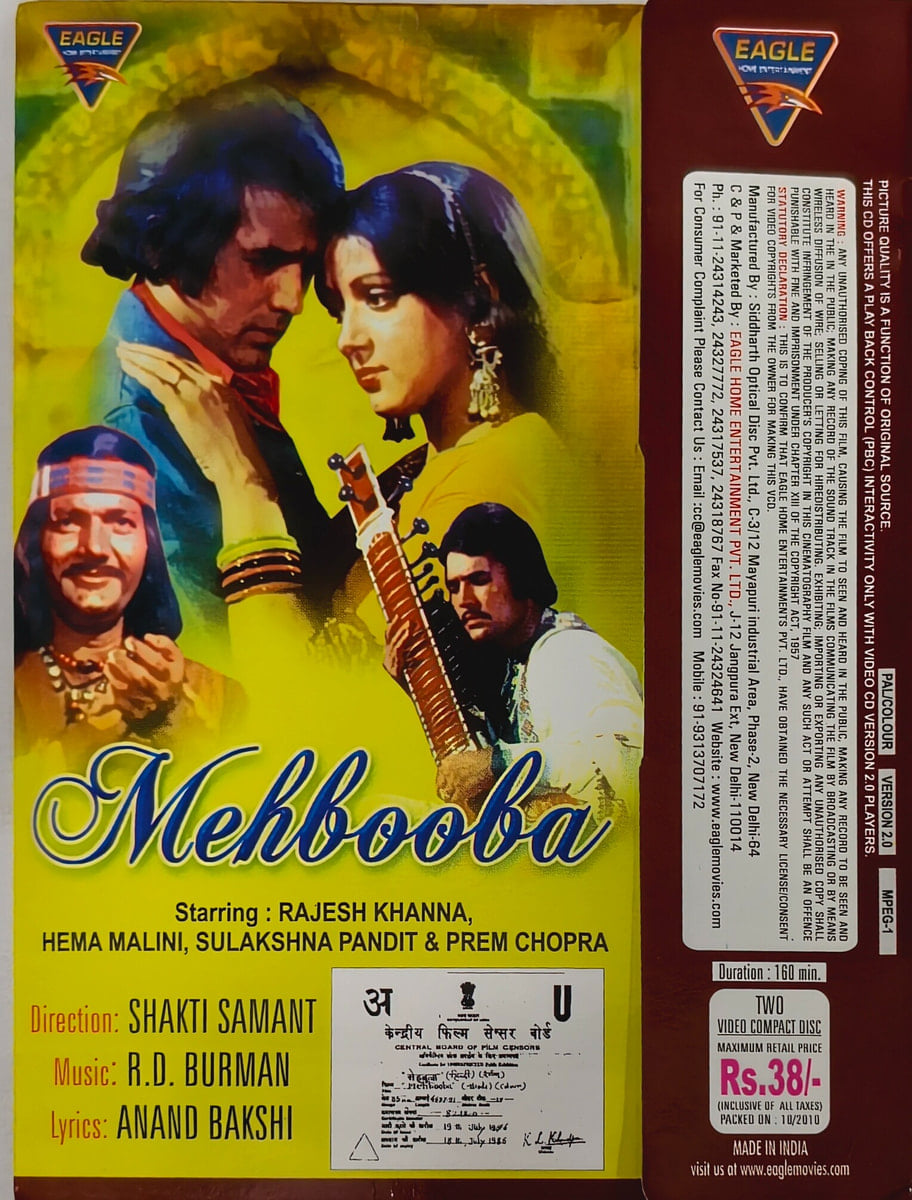 EAGLE
Mehbooba
Starring : RAJESH KHANNA,
HEMA MALINI, SULAKSHNA PANDIT & PREM CHOPRA
Direction: SHAKTI SAMANT
Music: R.D. BURMAN
Lyrics: ANAND BAKSHI
अ U
केन्द्रीय फिल्म सेन्सर बोर्ड
CENTRAL BOARD OF FILM CENSORS
"Mehbooba" (Hindi) (Colour)
19th July 1976
18th July 1986
EAGLE
HOME ENTERTAINMENT
PICTURE QUALITY IS A FUNCTION OF ORIGINAL SOURCE.
THIS CD OFFERS A PLAY BACK CONTROL (PBC) INTERACTIVITY ONLY WITH VIDEO CD VERSION 2.0 PLAYERS.
PAL/COLOUR VERSION 2.0 MPEG-1
WARNING : ANY UNAUTHORISED COPING OF THIS FILM, CAUSING THE FILM TO SEEN AND HEARD IN THE PUBLIC, MAKING ANY RECORD TO BE SEEN AND
HEARD IN THE IN THE PUBLIC, MAKING ANY RECORD OF THE SOUND TRACK IN THE FILMS COMMUNICATING THE FILM BY BROADCASTING OR BY MEANS
WIRELESS DIFFUSION OF WIRE; SELLING OR LETTING FOR HIREDISTRIBUTING. EXHIBITING; IMPORTING OR EXPORTING ANY UNAUTHORISED COPY SHALL
CONSTITUTE INFRINGEMENT OF THE PRODUCER'S COPYRIGHT IN THIS CINEMATOGRAPHY FILM AND ANY SUCH ACT OR ATTEMPT SHALL BE AN OFFENCE
PUNISHABLE WITH FINE AND IMPRISONMENT UNDER CHAPTER XIII OF THE COPYRIGHT ACT, 1957
STATUTORY DECLARATION : THIS IS TO CONFIRM THAT EAGLE HOME ENTERTAINMENTS PVT. LTD., HAVE OBTAINED THE NECESSARY LICENSE/CONSENT
FOR VIDEO COPYRIGHTS FROM THE OWNER FOR MAKING THIS VCD.
Manufactured By : Siddharth Optical Disc Pvt. Ltd., C-3/12 Mayapuri industrial Area, Phase-2, New Delhi-64
C & P & Marketed By : EAGLE HOME ENTERTAINMENT PVT. LTD., J-12 Jangpura Ext, New Delhi-110014
Ph. : 91-11-24314245, 24327772, 24317537, 24318767 Fax No-91-11-24324641 Website : www.eaglemovies.com
For Consumer Complaint Please Contact Us : Email :cc@eaglemovies.com Mobile : 91-9313707172
Duration : 160 min.
TWO
VIDEO COMPACT DISC
MAXIMUM RETAIL PRICE
Rs.38/-
(INCLUSIVE OF ALL TAXES)
PACKED ON : 10/2010
MADE IN INDIA
visit us at www.eaglemovies.com